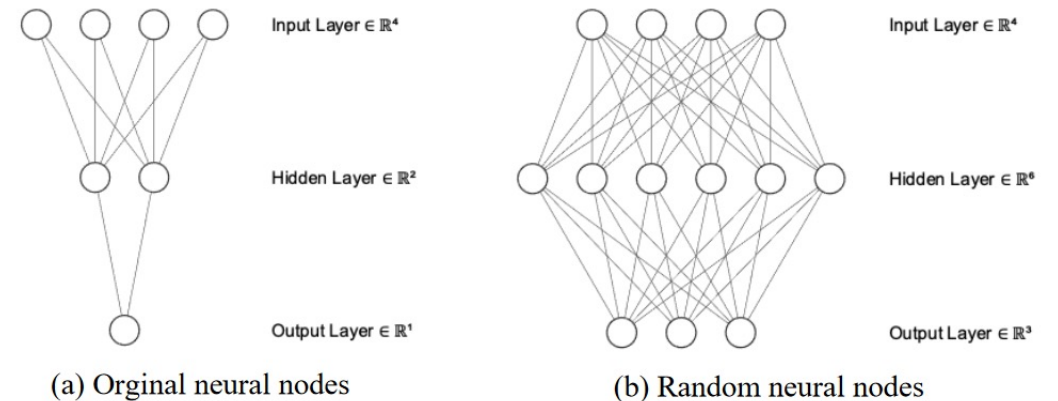 Input Layer ∈ ℝ⁴
Hidden Layer ∈ ℝ²
Output Layer ∈ ℝ¹
(a) Orginal neural nodes
Input Layer ∈ ℝ⁴
Hidden Layer ∈ ℝ⁶
Output Layer ∈ ℝ³
(b) Random neural nodes